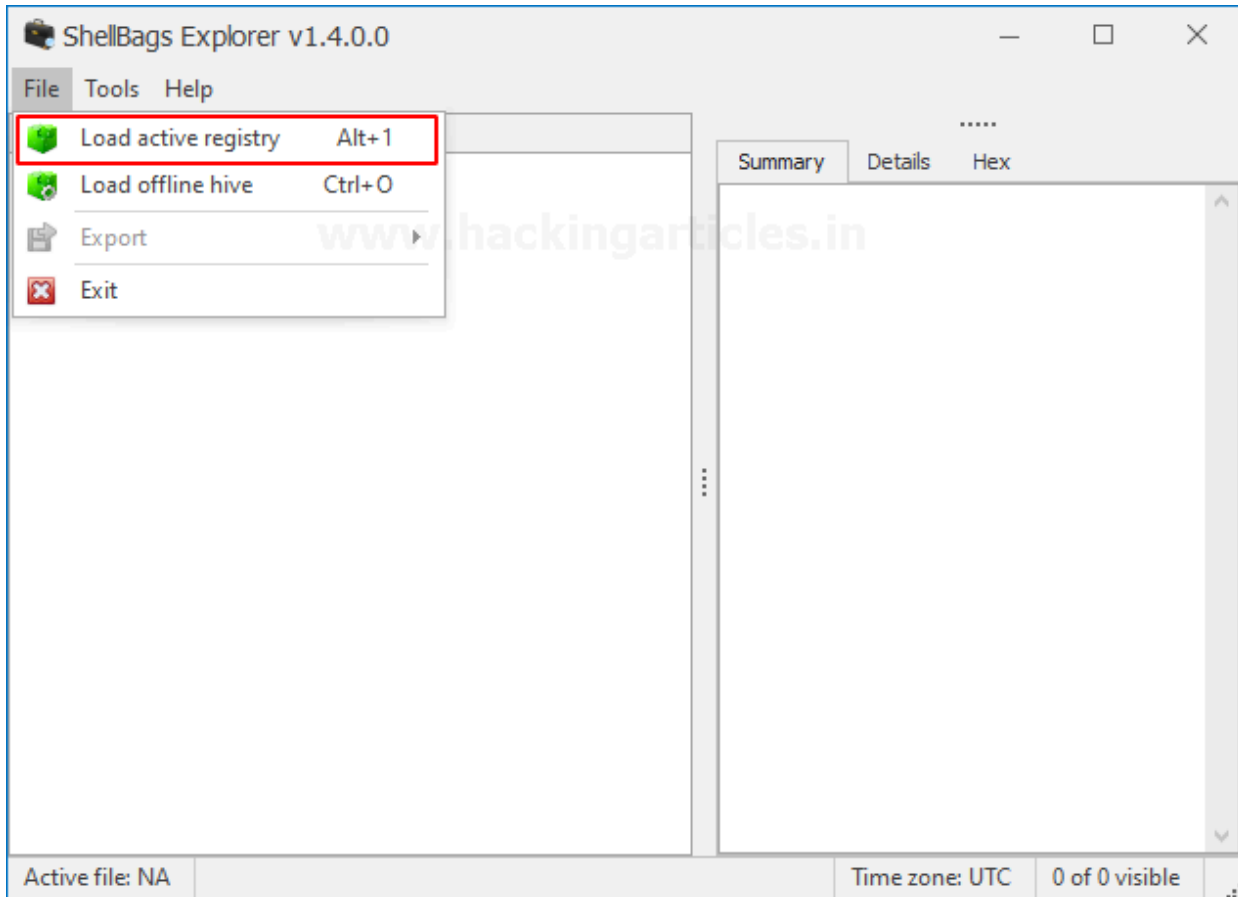 ShellBags Explorer v1.4.0.0
File Tools Help
Load active registry Alt+1
Load offline hive Ctrl+O
Export
Exit
Summary Details Hex
www.hackingarticles.in
Active file: NA Time zone: UTC 0 of 0 visible